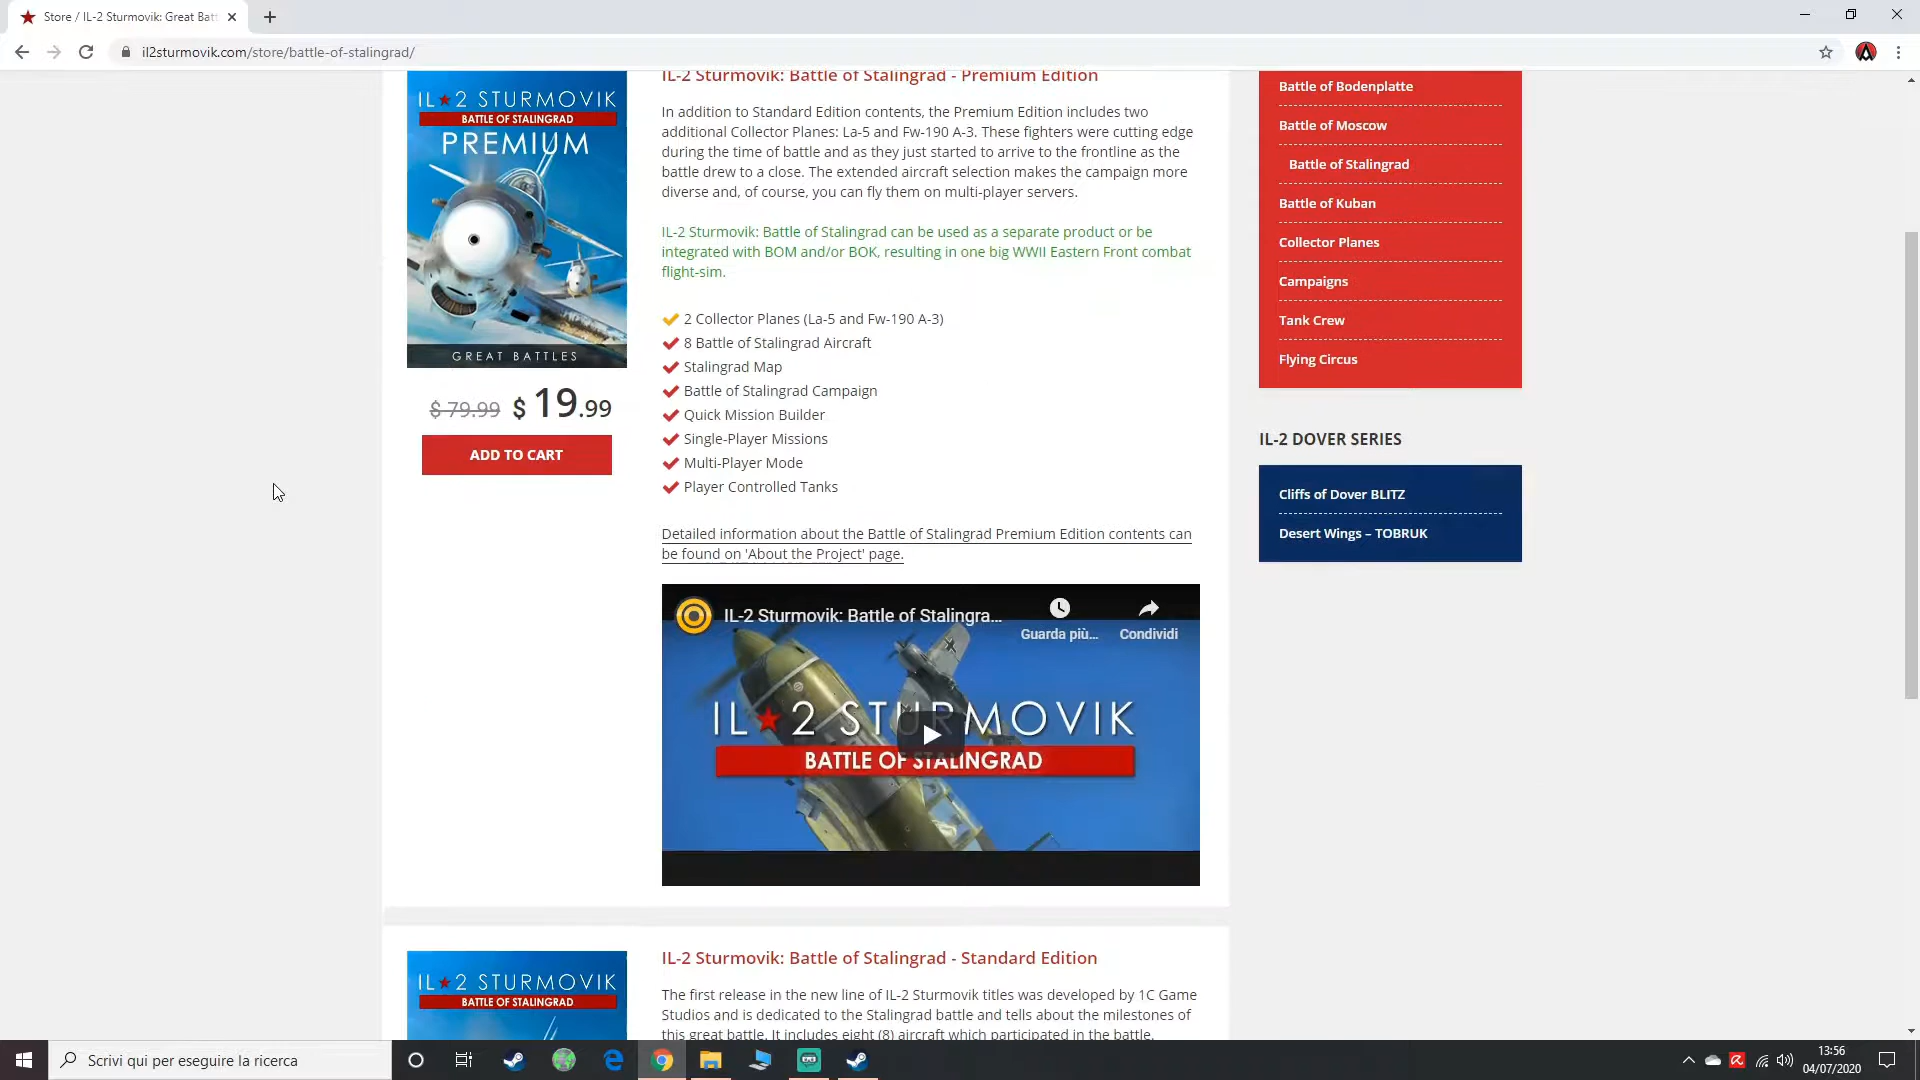 Store / IL-2 Sturmovik: Great Batt
il2sturmovik.com/store/battle-of-stalingrad/
IL★2 STURMOVIK
BATTLE OF STALINGRAD
PREMIUM
GREAT BATTLES
$ 79.99 $ 19.99
ADD TO CART
IL-2 Sturmovik: Battle of Stalingrad - Premium Edition
In addition to Standard Edition contents, the Premium Edition includes two
additional Collector Planes: La-5 and Fw-190 A-3. These fighters were cutting edge
during the time of battle and as they just started to arrive to the frontline as the
battle drew to a close. The extended aircraft selection makes the campaign more
diverse and, of course, you can fly them on multi-player servers.
IL-2 Sturmovik: Battle of Stalingrad can be used as a separate product or be
integrated with BOM and/or BOK, resulting in one big WWII Eastern Front combat
flight-sim.
2 Collector Planes (La-5 and Fw-190 A-3)
8 Battle of Stalingrad Aircraft
Stalingrad Map
Battle of Stalingrad Campaign
Quick Mission Builder
Single-Player Missions
Multi-Player Mode
Player Controlled Tanks
Detailed information about the Battle of Stalingrad Premium Edition contents can
be found on 'About the Project' page.
IL-2 Sturmovik: Battle of Stalingra...
Guarda più...
Condividi
IL★2 STURMOVIK
BATTLE OF STALINGRAD
IL★2 STURMOVIK
BATTLE OF STALINGRAD
IL-2 Sturmovik: Battle of Stalingrad - Standard Edition
The first release in the new line of IL-2 Sturmovik titles was developed by 1C Game
Studios and is dedicated to the Stalingrad battle and tells about the milestones of
this great battle. It includes eight (8) aircraft which participated in the battle.
Battle of Bodenplatte
Battle of Moscow
Battle of Stalingrad
Battle of Kuban
Collector Planes
Campaigns
Tank Crew
Flying Circus
IL-2 DOVER SERIES
Cliffs of Dover BLITZ
Desert Wings – TOBRUK
Scrivi qui per eseguire la ricerca
13:56
04/07/2020